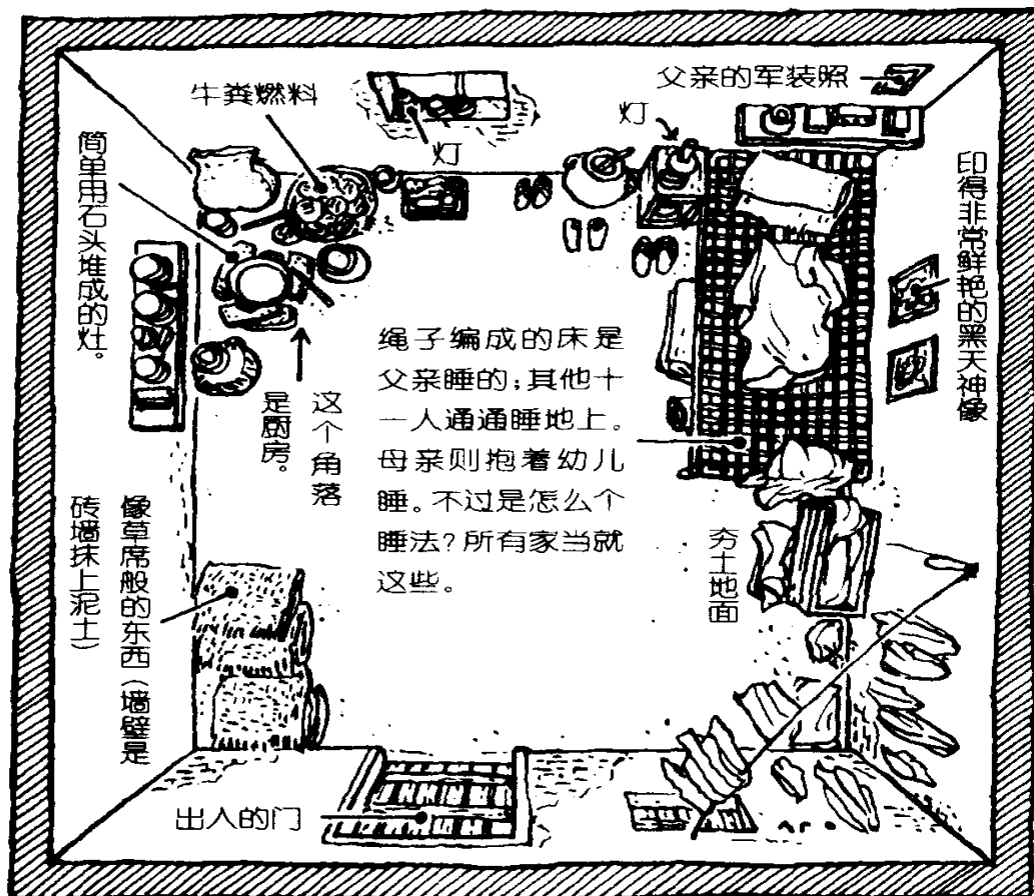 牛粪燃料
灯
灯
父亲的军装照
印得非常鲜艳的黑天神像
简单用石头堆成的灶。
这个角落
是厨房。
绳子编成的床是
父亲睡的;其他十
一人通通睡地上。
母亲则抱着幼儿
睡。不过是怎么个
睡法?所有家当就
这些。
夯土地面
像草席般的东西(墙壁是
砖墙抹上泥土)
出入的门